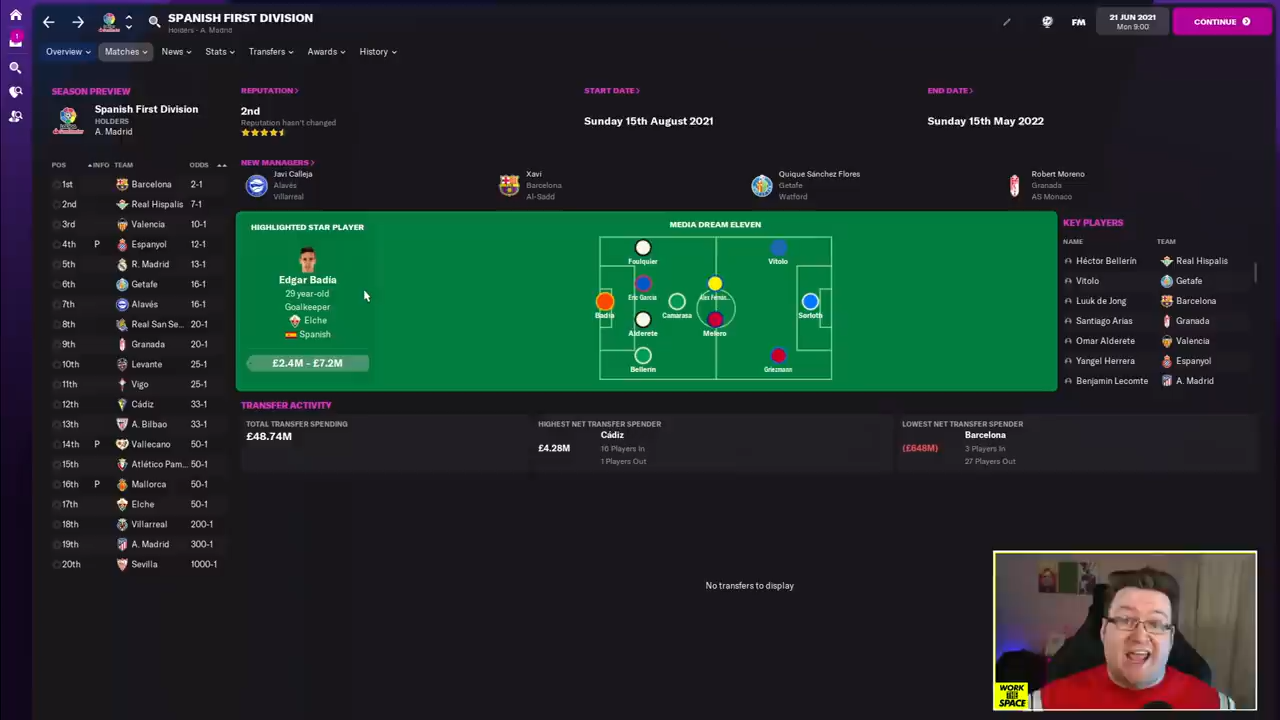 SPANISH FIRST DIVISION
Holders - A. Madrid
FM
21 JUN 2021
Mon 9:00
CONTINUE
1
Overview
Matches
News
Stats
Transfers
Awards
History
SEASON PREVIEW
Spanish First Division
HOLDERS
A. Madrid
REPUTATION
2nd
Reputation hasn't changed
START DATE
Sunday 15th August 2021
END DATE
Sunday 15th May 2022
NEW MANAGERS
Javi Calleja
Alavés
Villarreal
Xavi
Barcelona
Al-Sadd
Quique Sánchez Flores
Getafe
Watford
Robert Moreno
Granada
AS Monaco
POS INFO TEAM ODDS
1st Barcelona 2-1
2nd Real Hispalis 7-1
3rd Valencia 10-1
4th P Espanyol 12-1
5th R. Madrid 13-1
6th Getafe 16-1
7th Alavés 16-1
8th Real San Se... 20-1
9th Granada 20-1
10th Levante 25-1
11th Vigo 25-1
12th Cádiz 33-1
13th A. Bilbao 33-1
14th P Vallecano 50-1
15th Atlético Pam... 50-1
16th P Mallorca 50-1
17th Elche 50-1
18th Villarreal 200-1
19th A. Madrid 300-1
20th Sevilla 1000-1
HIGHLIGHTED STAR PLAYER
Edgar Badía
29 year-old
Goalkeeper
Elche
Spanish
£2.4M - £7.2M
MEDIA DREAM ELEVEN
Foulquier
Vitolo
Eric García
Badía
Camarasa
Sorloth
Alderete
Melero
Bellerín
Griezmann
KEY PLAYERS
NAME TEAM
Héctor Bellerín Real Hispalis
Vitolo Getafe
Luuk de Jong Barcelona
Santiago Arias Granada
Omar Alderete Valencia
Yangel Herrera Espanyol
Benjamin Lecomte A. Madrid
TRANSFER ACTIVITY
TOTAL TRANSFER SPENDING
£48.74M
HIGHEST NET TRANSFER SPENDER
£4.28M
Cádiz
16 Players In
1 Players Out
LOWEST NET TRANSFER SPENDER
(£648M)
Barcelona
3 Players In
27 Players Out
No transfers to display
WORK
THE
SPACE